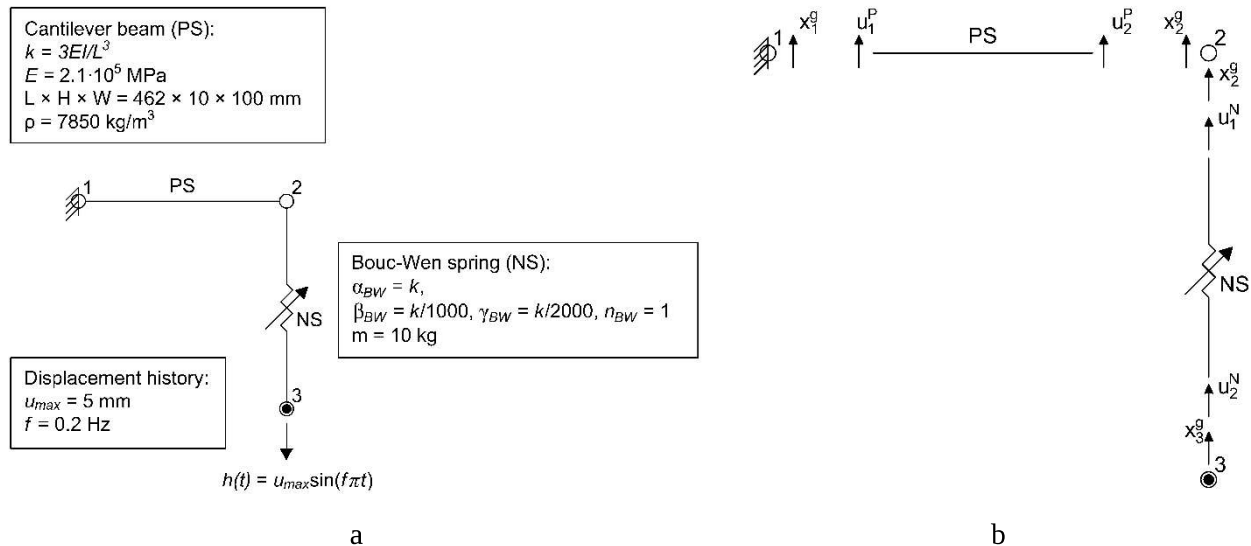 Cantilever beam (PS):
k = 3EI/L³
E = 2.1·10⁵ MPa
L × H × W = 462 × 10 × 100 mm
ρ = 7850 kg/m³
1
PS
2
Bouc-Wen spring (NS):
α_BW = k,
β_BW = k/1000, γ_BW = k/2000, n_BW = 1
m = 10 kg
NS
Displacement history:
u_max = 5 mm
f = 0.2 Hz
3
h(t) = u_max sin(fπt)
a
1
x₁ᵍ
u₁ᴾ
PS
u₂ᴾ
x₂ᵍ
2
x₂ᵍ
u₁ᴺ
NS
u₂ᴺ
x₃ᵍ
3
b